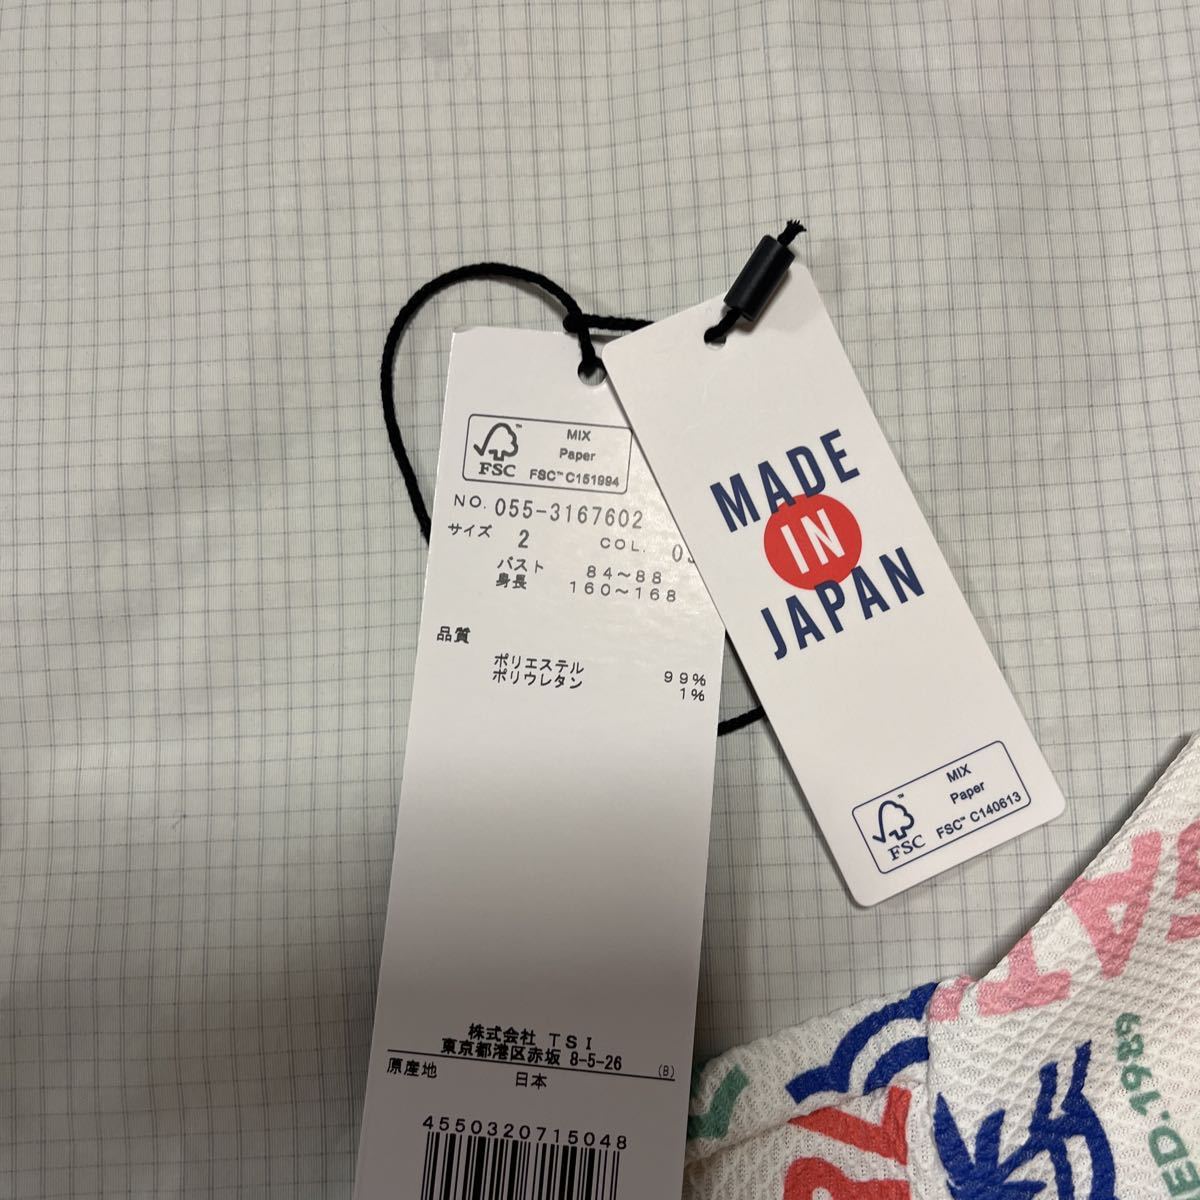 MIX
Paper
FSC™ C151994
FSC
NO. 055-3167602
サイズ 2 COL.
バスト 84～88
身長 160～168
品質
ポリエステル 99%
ポリウレタン 1%
株式会社 TSI
東京都港区赤坂 8-5-26 (B)
原産地 日本
4550320715048
MADE
IN
JAPAN
MIX
Paper
FSC™ C140613
FSC
ED.1989